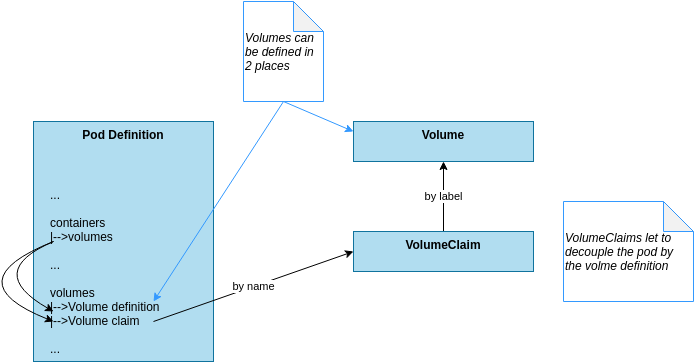 Volumes can
be defined in
2 places
Pod Definition
Volume
...
by label
containers
|-->volumes
VolumeClaim
VolumeClaims let to
decouple the pod by
the volme definition
...
by name
volumes
|-->Volume definition
|-->Volume claim
...